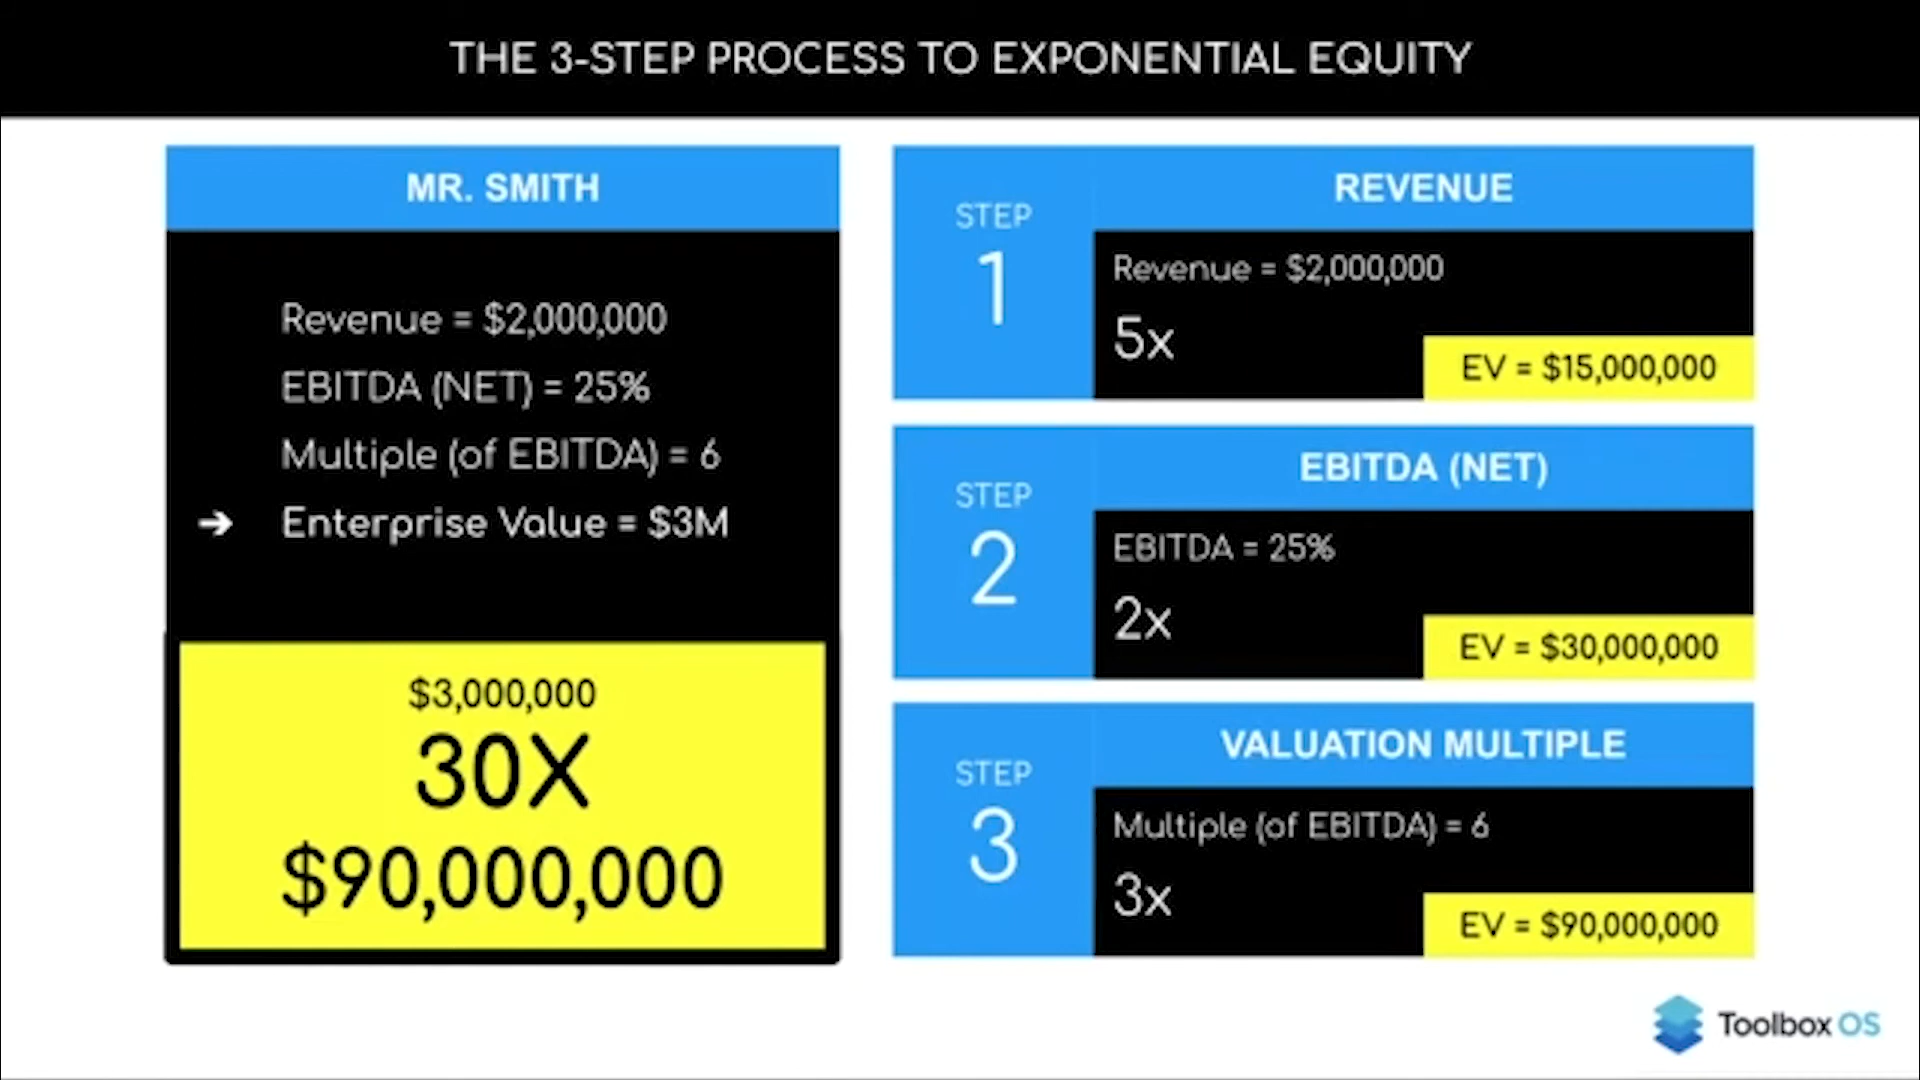 THE 3-STEP PROCESS TO EXPONENTIAL EQUITY
MR. SMITH
Revenue = $2,000,000
EBITDA (NET) = 25%
Multiple (of EBITDA) = 6
➔ Enterprise Value = $3M
$3,000,000
30X
$90,000,000
STEP
1
REVENUE
Revenue = $2,000,000
5x
EV = $15,000,000
STEP
2
EBITDA (NET)
EBITDA = 25%
2x
EV = $30,000,000
STEP
3
VALUATION MULTIPLE
Multiple (of EBITDA) = 6
3x
EV = $90,000,000
Toolbox OS